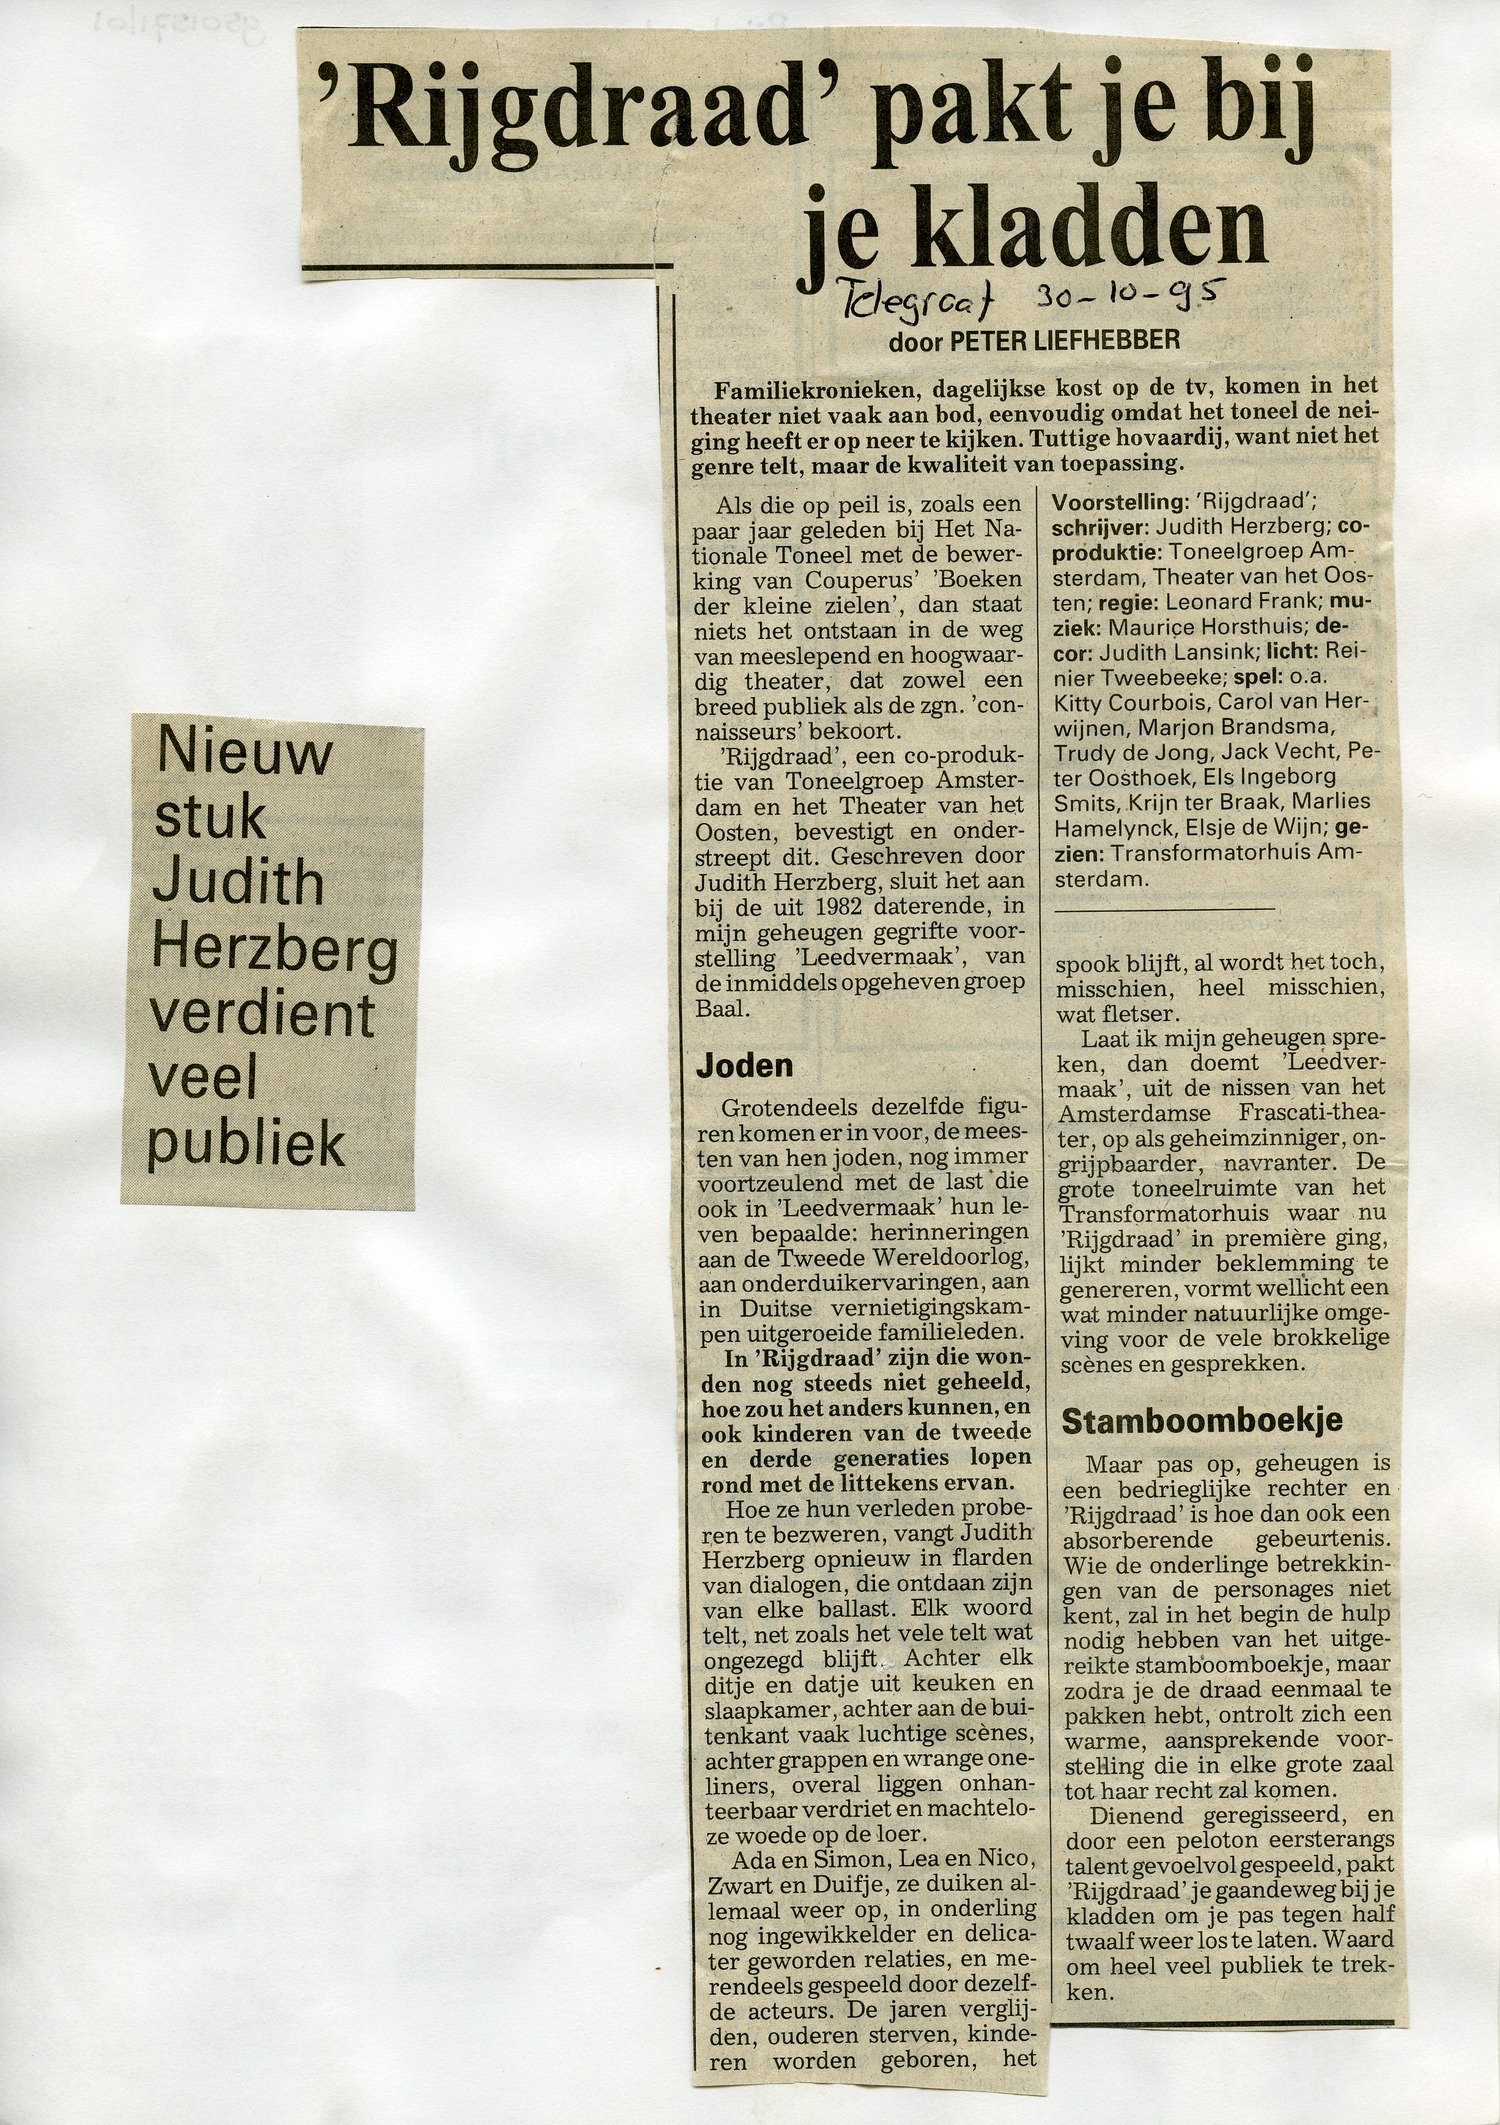 'Rijgdraad' pakt je bij
je kladden
Telegraaf 30-10-95
door PETER LIEFHEBBER
Familiekronieken, dagelijkse kost op de tv, komen in het
theater niet vaak aan bod, eenvoudig omdat het toneel de nei-
ging heeft er op neer te kijken. Tuttige hovaardij, want niet het
genre telt, maar de kwaliteit van toepassing.
Als die op peil is, zoals een
paar jaar geleden bij Het Na-
tionale Toneel met de bewer-
king van Couperus' 'Boeken
der kleine zielen', dan staat
niets het ontstaan in de weg
van meeslepend en hoogwaar-
dig theater, dat zowel een
breed publiek als de zgn. 'con-
naisseurs' bekoort.
'Rijgdraad', een co-produk-
tie van Toneelgroep Amster-
dam en het Theater van het
Oosten, bevestigt en onder-
streept dit. Geschreven door
Judith Herzberg, sluit het aan
bij de uit 1982 daterende, in
mijn geheugen gegrifte voor-
stelling 'Leedvermaak', van
de inmiddels opgeheven groep
Baal.
Joden
Grotendeels dezelfde figu-
ren komen er in voor, de mees-
ten van hen joden, nog immer
voortzeulend met de last die
ook in 'Leedvermaak' hun le-
ven bepaalde: herinneringen
aan de Tweede Wereldoorlog,
aan onderduikervaringen, aan
in Duitse vernietigingskam-
pen uitgeroeide familieleden.
In 'Rijgdraad' zijn die won-
den nog steeds niet geheeld,
hoe zou het anders kunnen, en
ook kinderen van de tweede
en derde generaties lopen
rond met de littekens ervan.
Hoe ze hun verleden probe-
ren te bezweren, vangt Judith
Herzberg opnieuw in flarden
van dialogen, die ontdaan zijn
van elke ballast. Elk woord
telt, net zoals het vele telt wat
ongezegd blijft. Achter elk
ditje en datje uit keuken en
slaapkamer, achter aan de bui-
tenkant vaak luchtige scènes,
achter grappen en wrange one-
liners, overal liggen onhan-
teerbaar verdriet en machtelo-
ze woede op de loer.
Ada en Simon, Lea en Nico,
Zwart en Duifje, ze duiken al-
lemaal weer op, in onderling
nog ingewikkelder en delica-
ter geworden relaties, en me-
rendeels gespeeld door dezelf-
de acteurs. De jaren verglij-
den, ouderen sterven, kinde-
ren worden geboren, het
Voorstelling: 'Rijgdraad';
schrijver: Judith Herzberg; co-
produktie: Toneelgroep Am-
sterdam, Theater van het Oos-
ten; regie: Leonard Frank; mu-
ziek: Maurice Horsthuis; de-
cor: Judith Lansink; licht: Rei-
nier Tweebeeke; spel: o.a.
Kitty Courbois, Carol van Her-
wijnen, Marjon Brandsma,
Trudy de Jong, Jack Vecht, Pe-
ter Oosthoek, Els Ingeborg
Smits, Krijn ter Braak, Marlies
Hamelynck, Elsje de Wijn; ge-
zien: Transformatorhuis Am-
sterdam.
spook blijft, al wordt het toch,
misschien, heel misschien,
wat fletser.
Laat ik mijn geheugen spre-
ken, dan doemt 'Leedver-
maak', uit de nissen van het
Amsterdamse Frascati-thea-
ter, op als geheimzinniger, on-
grijpbaarder, navranter. De
grote toneelruimte van het
Transformatorhuis waar nu
'Rijgdraad' in première ging,
lijkt minder beklemming te
genereren, vormt wellicht een
wat minder natuurlijke omge-
ving voor de vele brokkelige
scènes en gesprekken.
Stamboomboekje
Maar pas op, geheugen is
een bedrieglijke rechter en
'Rijgdraad' is hoe dan ook een
absorberende gebeurtenis.
Wie de onderlinge betrekkin-
gen van de personages niet
kent, zal in het begin de hulp
nodig hebben van het uitge-
reikte stamboomboekje, maar
zodra je de draad eenmaal te
pakken hebt, ontrolt zich een
warme, aansprekende voor-
stelling die in elke grote zaal
tot haar recht zal komen.
Dienend geregisseerd, en
door een peloton eersterangs
talent gevoelvol gespeeld, pakt
'Rijgdraad' je gaandeweg bij je
kladden om je pas tegen half
twaalf weer los te laten. Waard
om heel veel publiek te trek-
ken.
Nieuw
stuk
Judith
Herzberg
verdient
veel
publiek